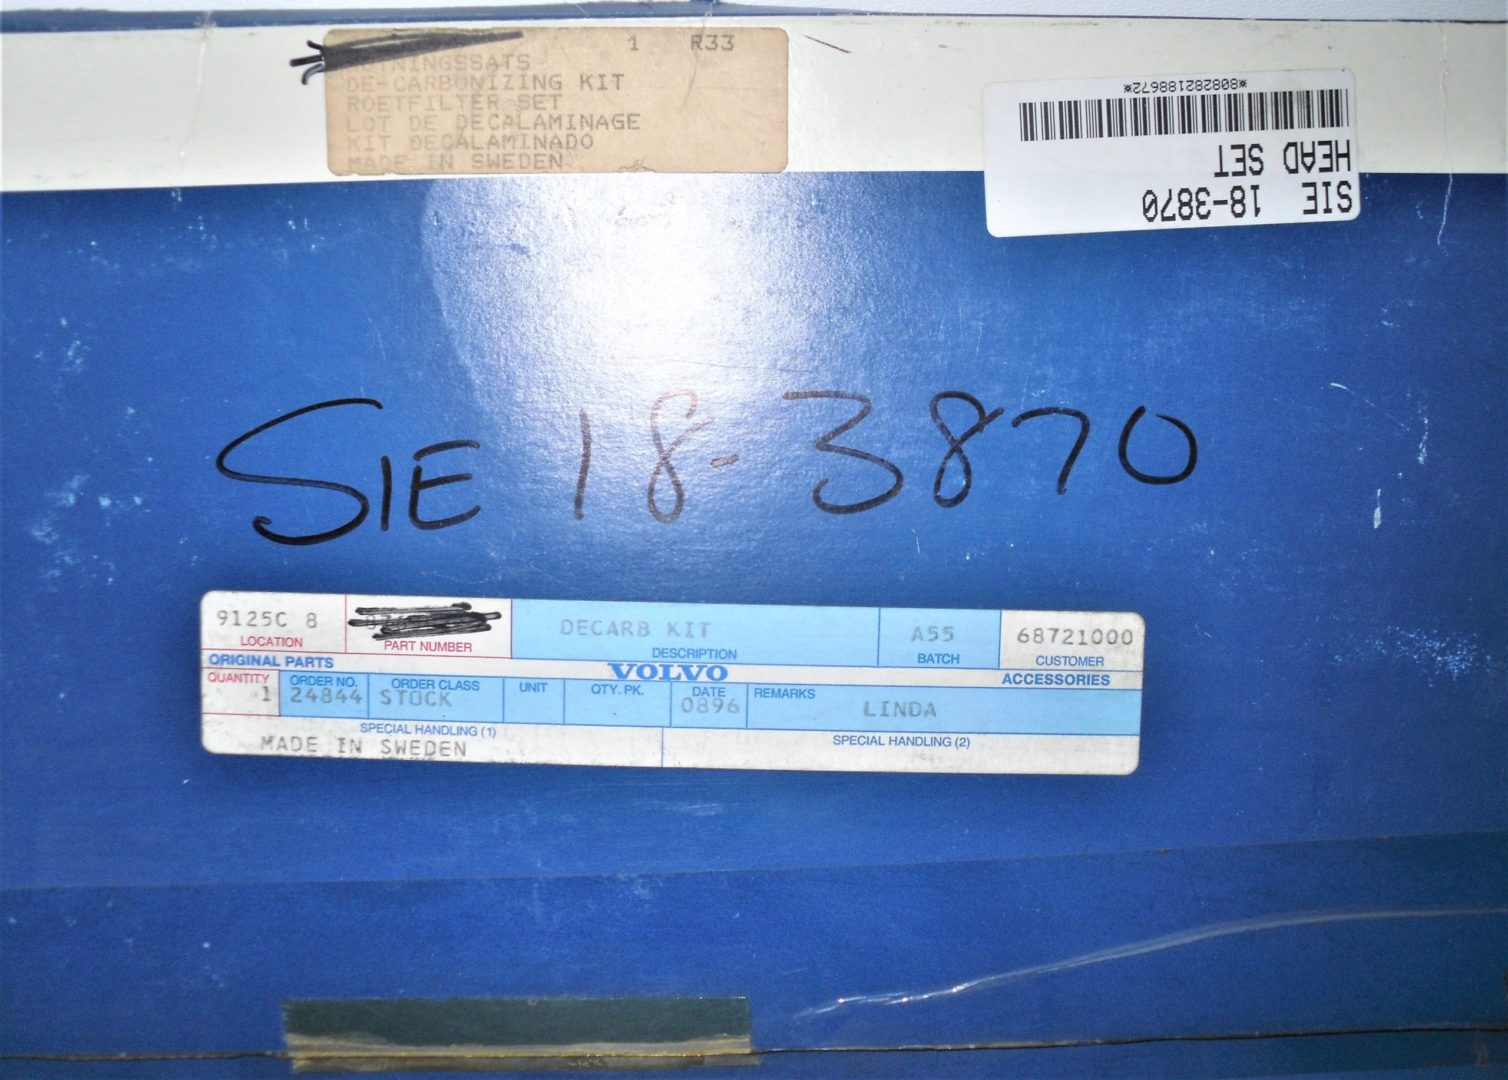 1 R33
DE-CARBONIZING KIT
ROETFILTER SET
LOT DE DECALAMINAGE
KIT DECALAMINADO
MADE IN SWEDEN
SIE 18-3870
HEAD SET
*8082821188672*
SIE 18-3870
9125C 8 DECARB KIT A55 68721000
LOCATION PART NUMBER DESCRIPTION BATCH CUSTOMER
ORIGINAL PARTS VOLVO ACCESSORIES
QUANTITY ORDER NO. ORDER CLASS UNIT QTY. PK. DATE REMARKS
1 24844 STOCK 0896 LINDA
SPECIAL HANDLING (1) SPECIAL HANDLING (2)
MADE IN SWEDEN